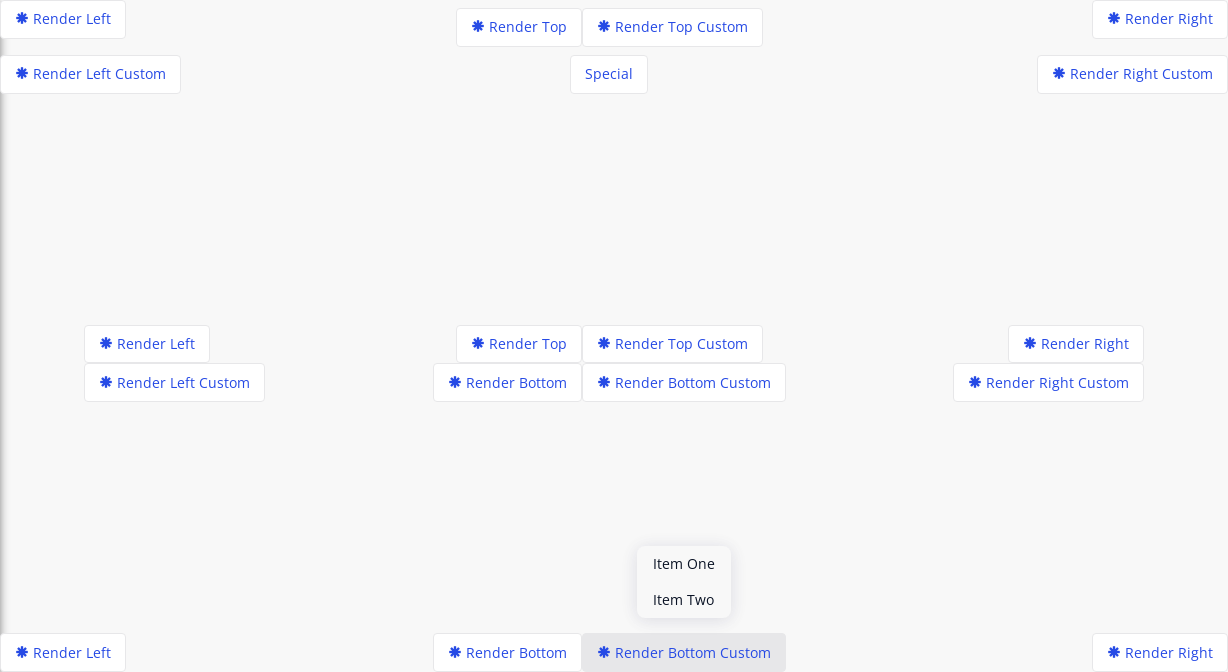 Render Left
Render Top
Render Top Custom
Render Right
Render Left Custom
Special
Render Right Custom
Render Left
Render Top
Render Top Custom
Render Right
Render Left Custom
Render Bottom
Render Bottom Custom
Render Right Custom
Item One
Item Two
Render Left
Render Bottom
Render Bottom Custom
Render Right